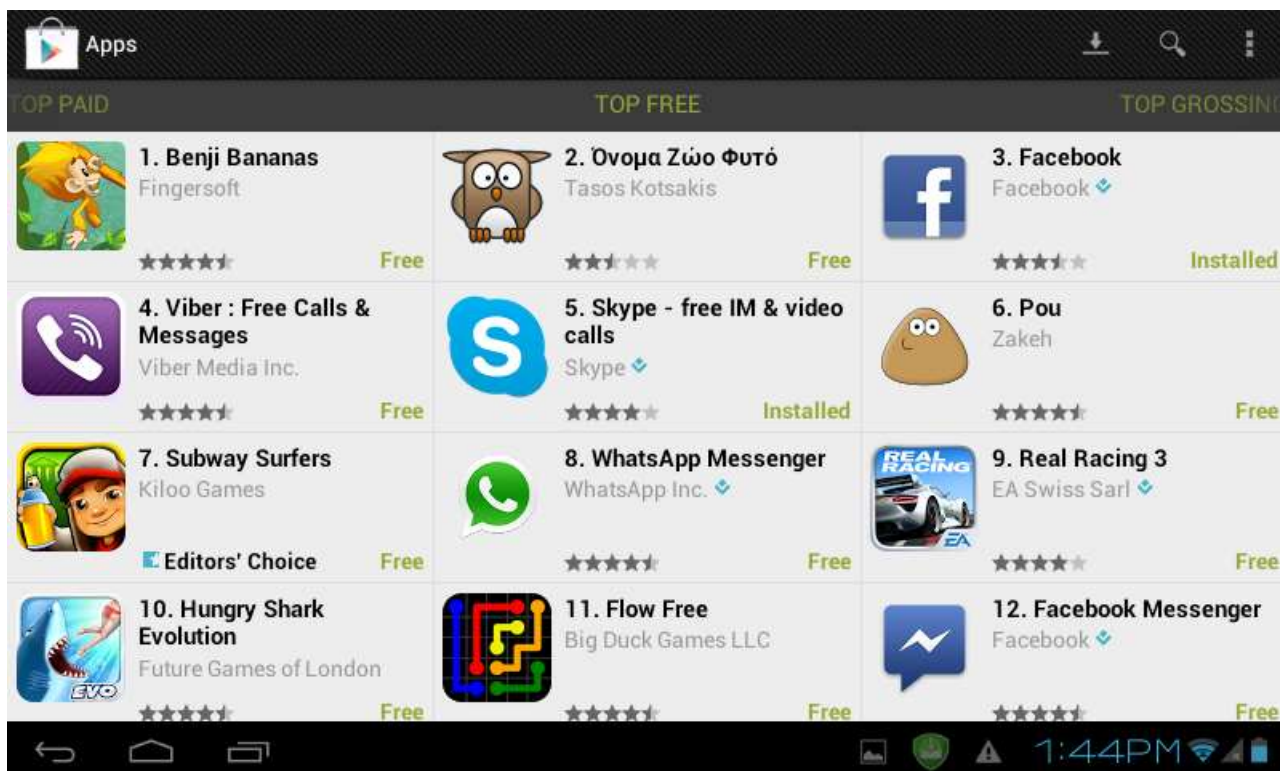 Apps
TOP PAID
TOP FREE
TOP GROSSING
1. Benji Bananas
Fingersoft
Free
2. Όνομα Ζώο Φυτό
Tasos Kotsakis
Free
3. Facebook
Facebook
Installed
4. Viber : Free Calls &
Messages
Viber Media Inc.
Free
5. Skype - free IM & video
calls
Skype
Installed
6. Pou
Zakeh
Free
7. Subway Surfers
Kiloo Games
Editors' Choice
Free
8. WhatsApp Messenger
WhatsApp Inc.
Free
REAL
RACING
EA
9. Real Racing 3
EA Swiss Sarl
Free
EVO
10. Hungry Shark
Evolution
Future Games of London
Free
11. Flow Free
Big Duck Games LLC
Free
12. Facebook Messenger
Facebook
Free
1:44PM